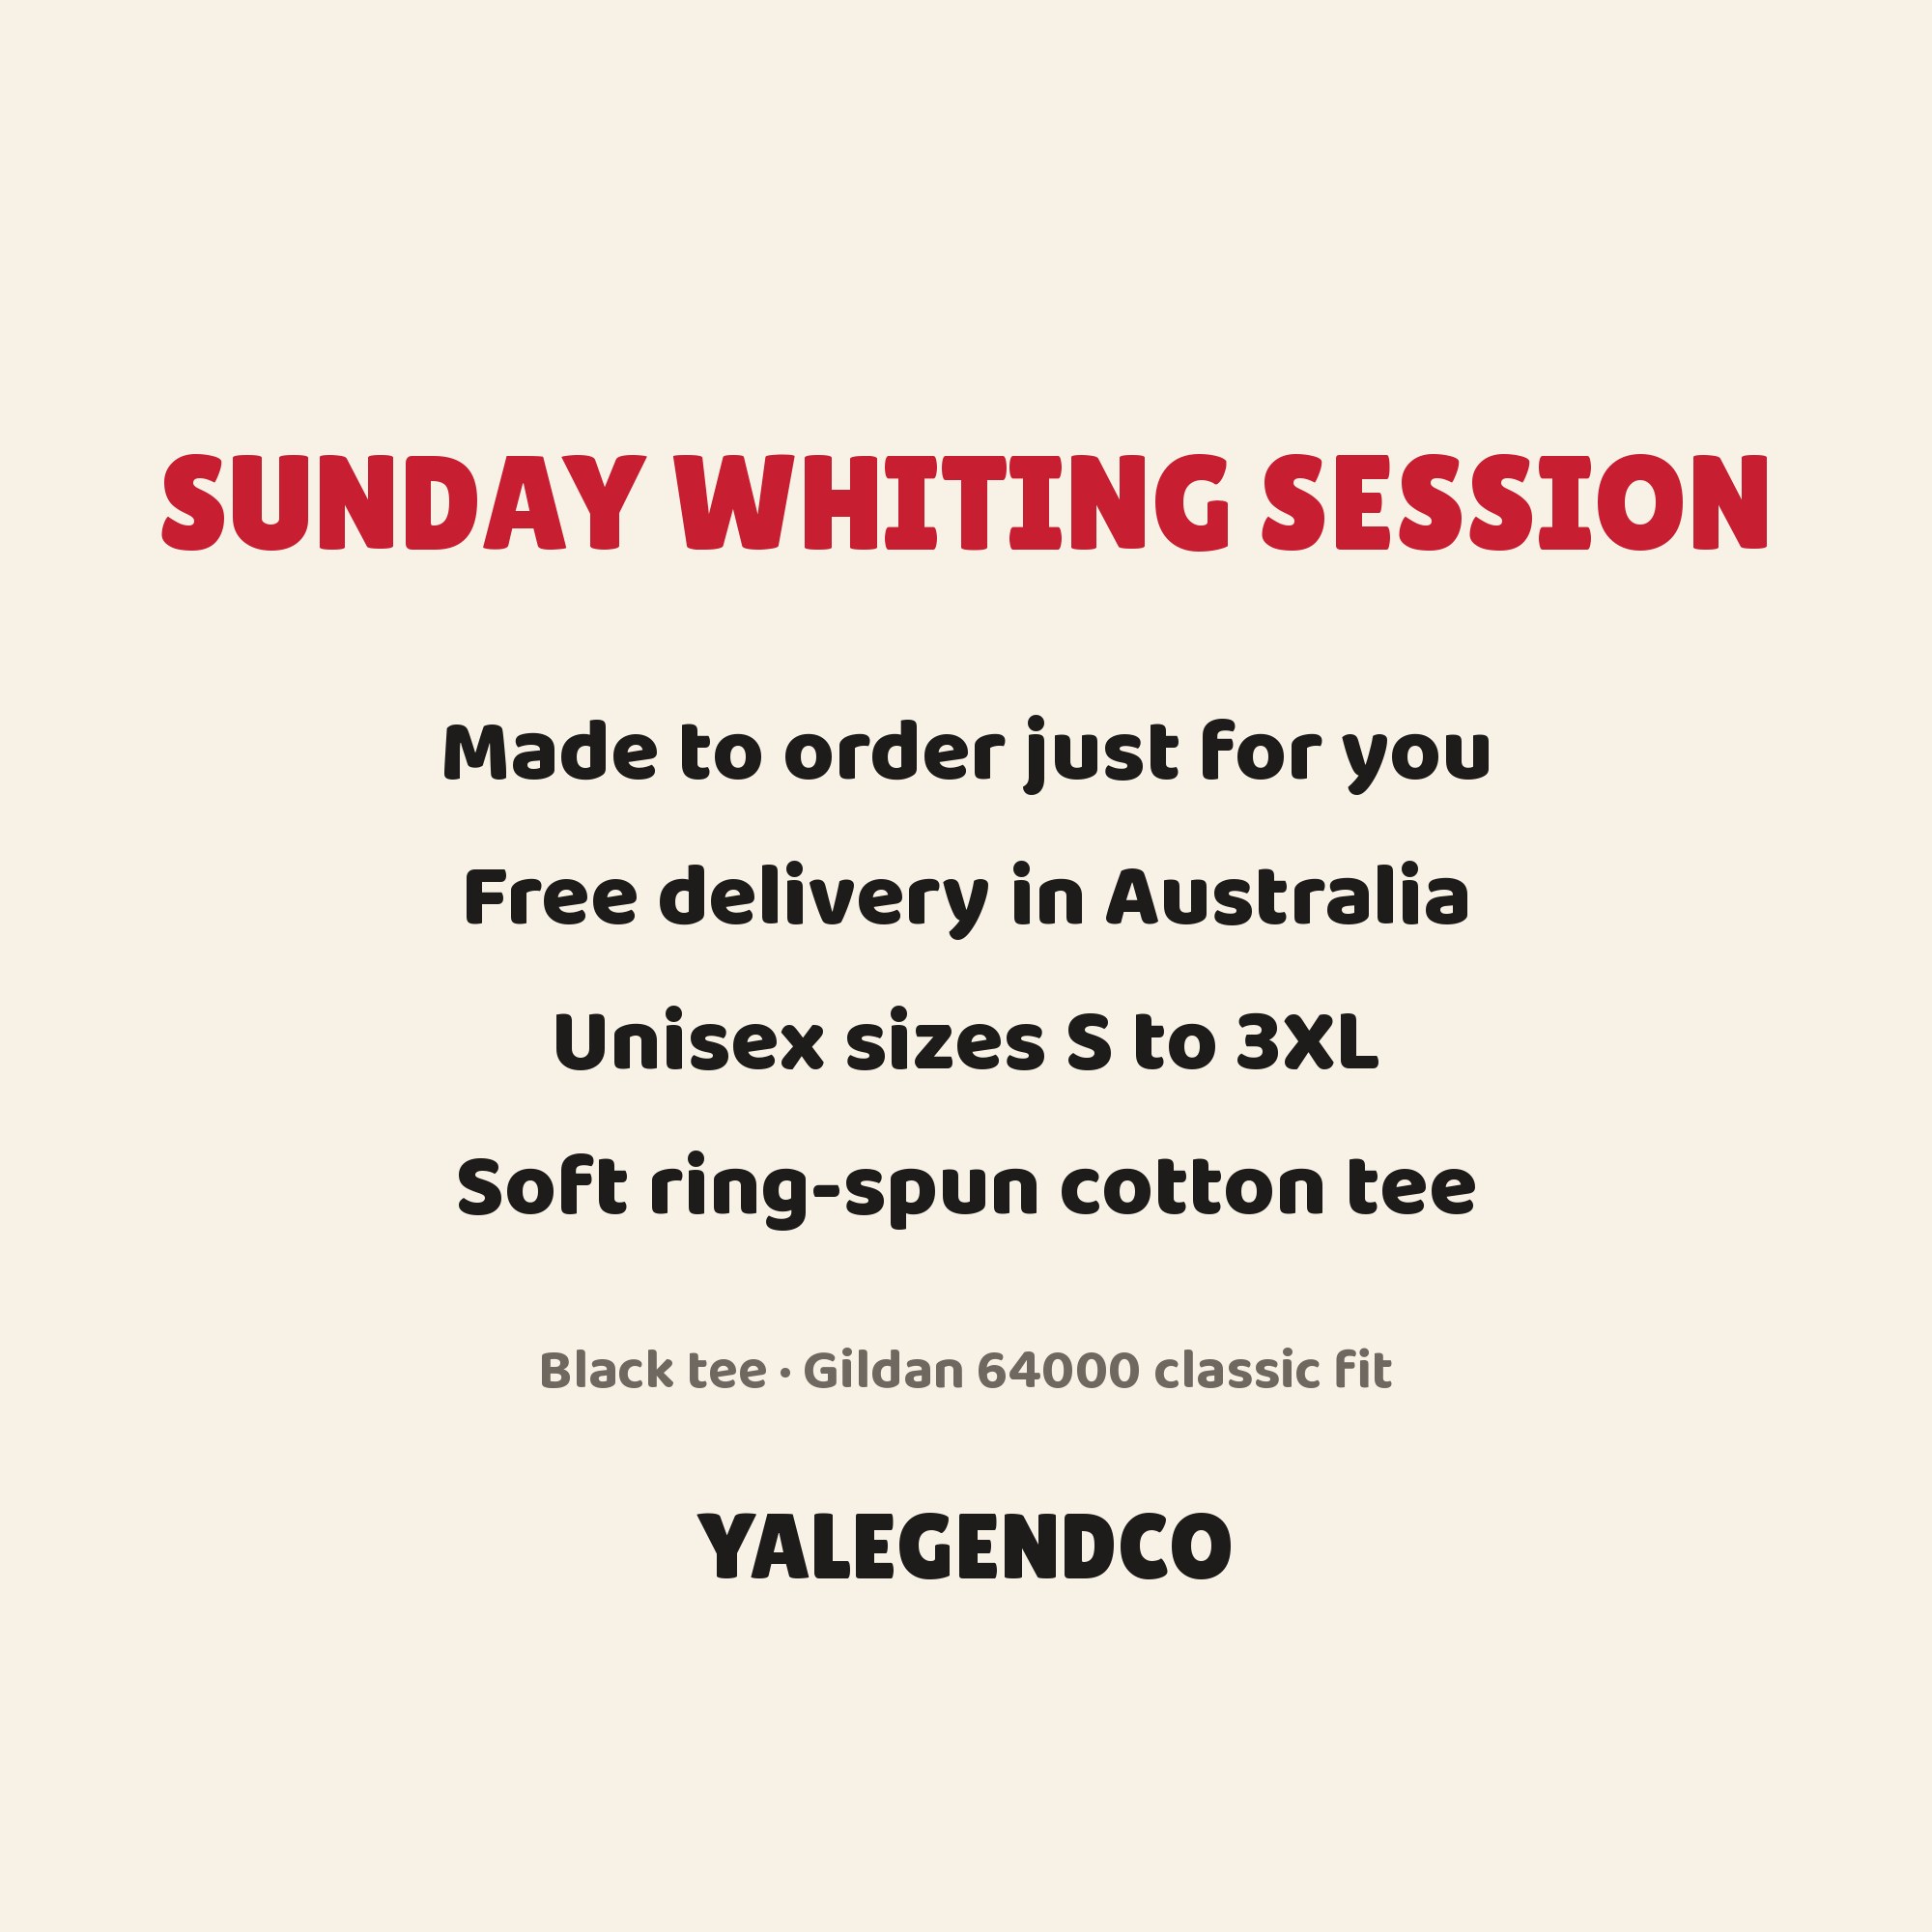 SUNDAY WHITING SESSION
Made to order just for you
Free delivery in Australia
Unisex sizes S to 3XL
Soft ring-spun cotton tee
Black tee • Gildan 64000 classic fit
YALEGENDCO